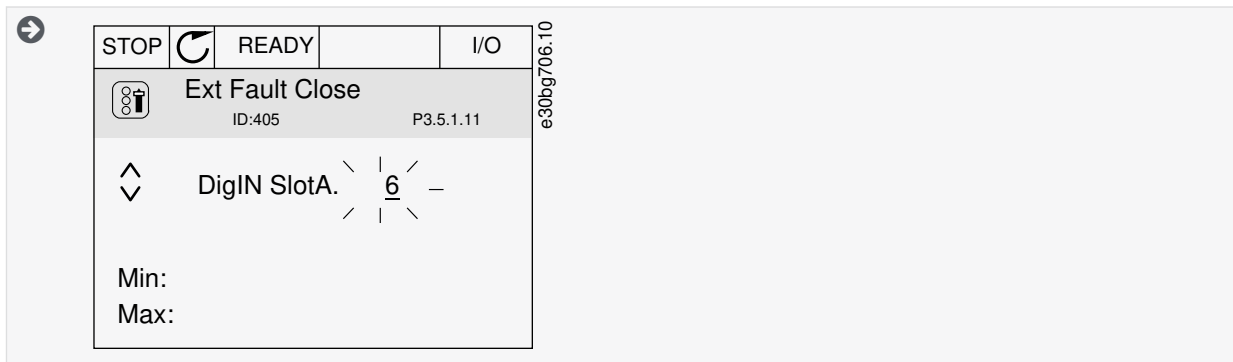 STOP READY I/O
Ext Fault Close
ID:405 P3.5.1.11
DigIN SlotA. 6 _
Min:
Max:
e30bg706.10